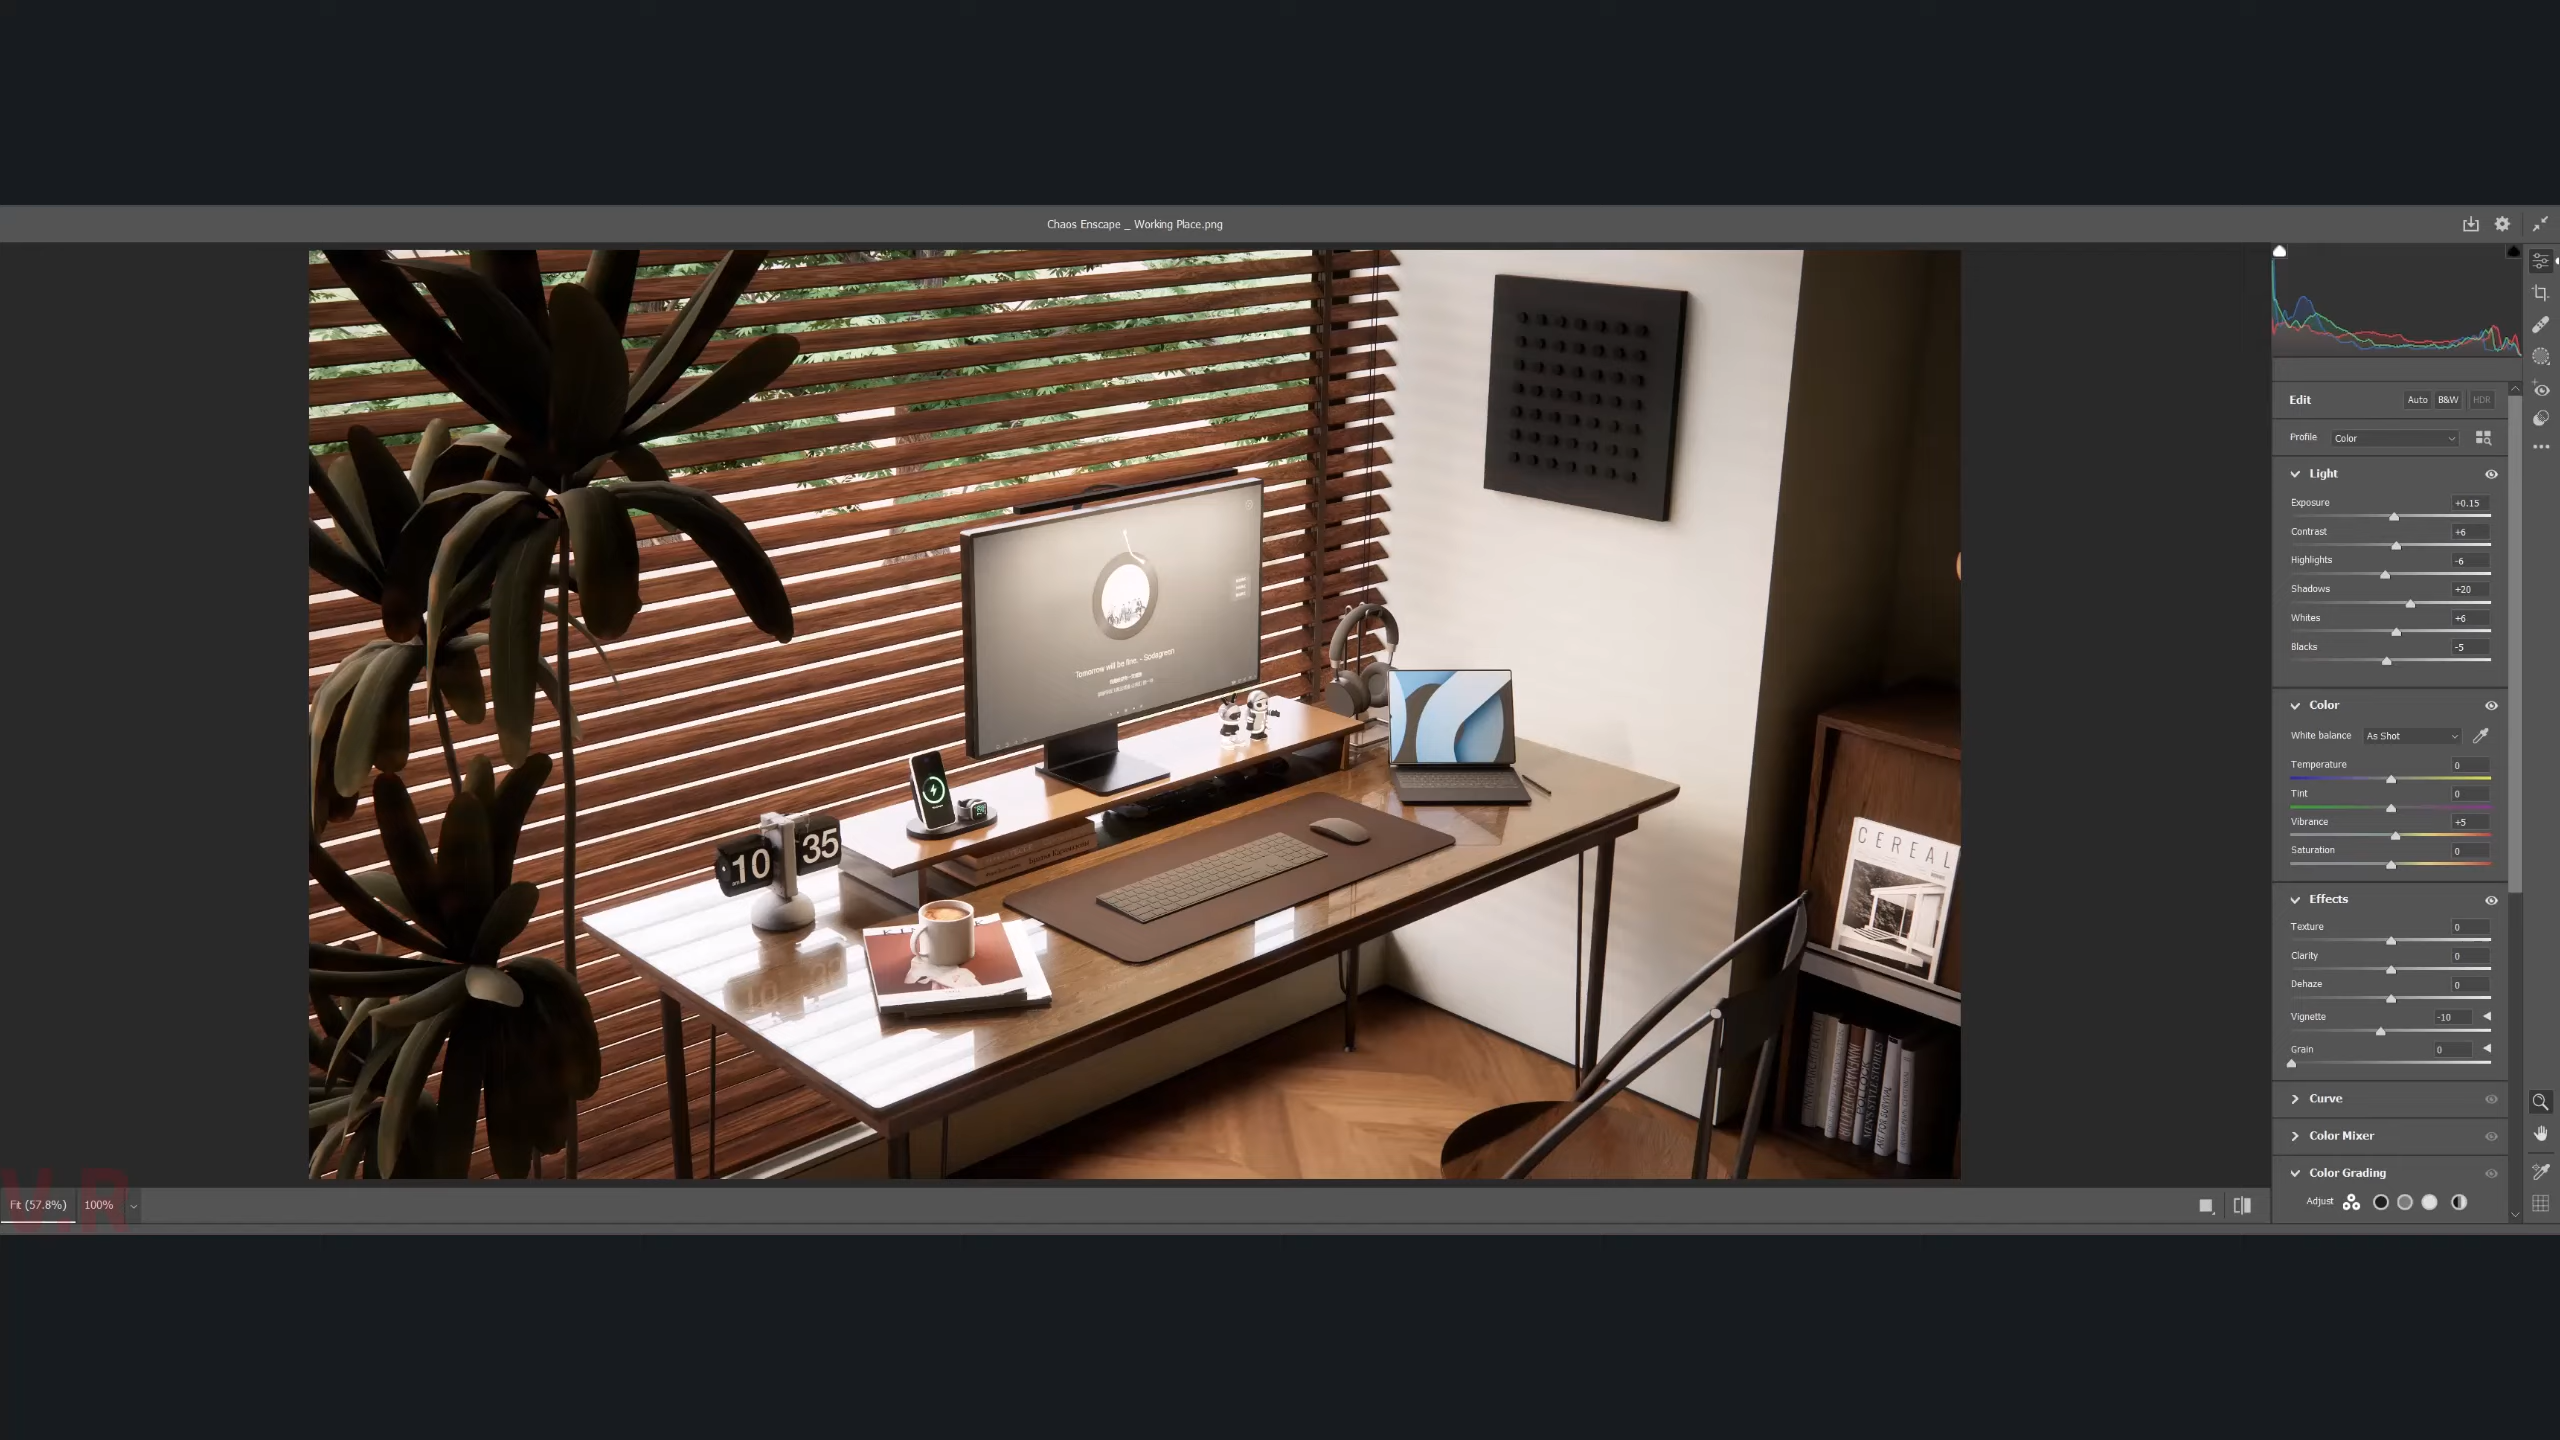 Chaos Enscape _ Working Place.png
Edit
Auto
B&W
HDR
Profile
Color
Light
Exposure
+0.15
Contrast
+6
Highlights
-6
Shadows
+20
Whites
+6
Blacks
-5
Color
White balance
As Shot
Temperature
0
Tint
0
Vibrance
+5
Saturation
0
Effects
Texture
0
Clarity
0
Dehaze
0
Vignette
-10
Grain
0
Curve
Color Mixer
Color Grading
Adjust
Tomorrow will be fine. - Sodagreen
10
35
CEREAL
V.R
Fit (57.8%)
100%